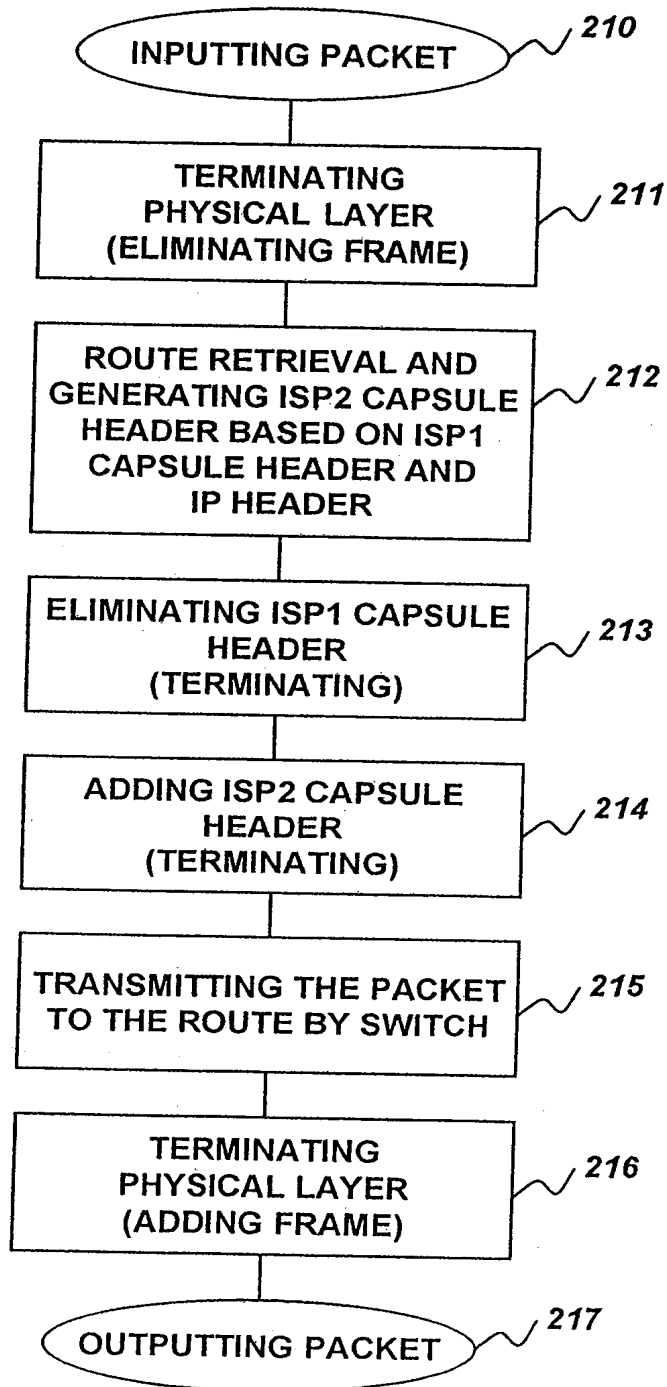 INPUTTING PACKET
210
TERMINATING
PHYSICAL LAYER
(ELIMINATING FRAME)
211
ROUTE RETRIEVAL AND
GENERATING ISP2 CAPSULE
HEADER BASED ON ISP1
CAPSULE HEADER AND
IP HEADER
212
ELIMINATING ISP1 CAPSULE
HEADER
(TERMINATING)
213
ADDING ISP2 CAPSULE
HEADER
(TERMINATING)
214
TRANSMITTING THE PACKET
TO THE ROUTE BY SWITCH
215
TERMINATING
PHYSICAL LAYER
(ADDING FRAME)
216
OUTPUTTING PACKET
217